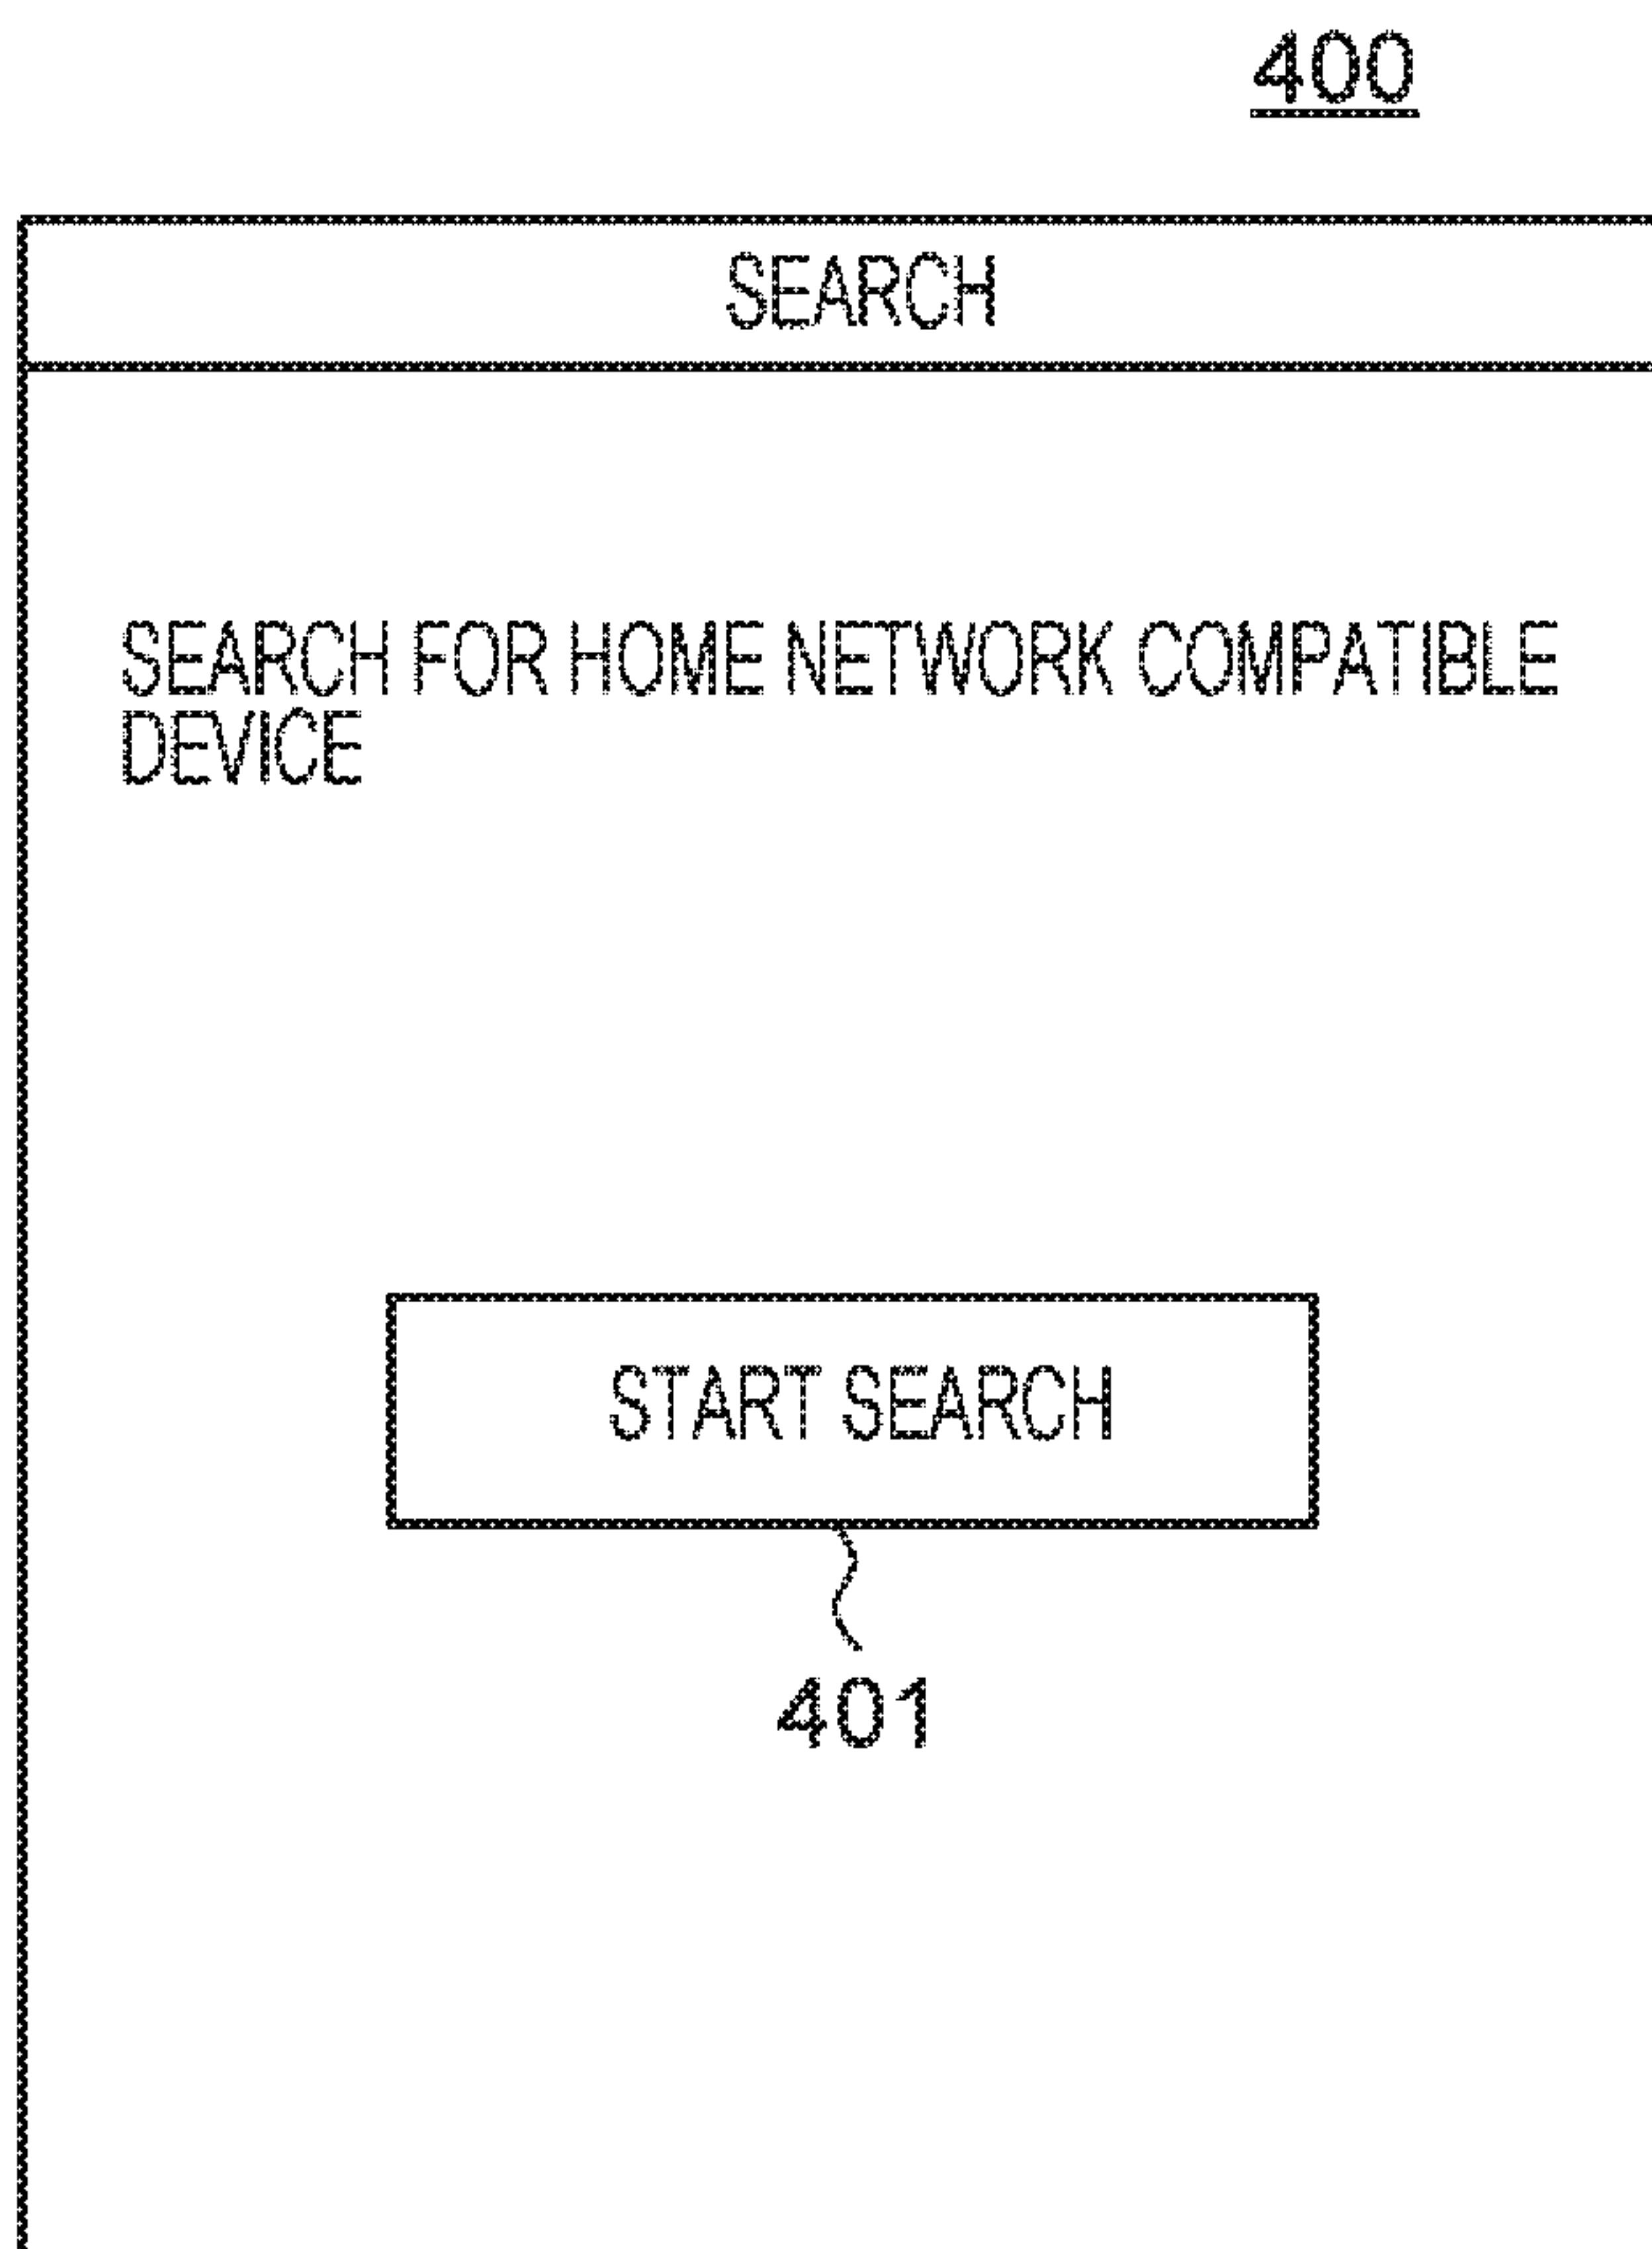 400
SEARCH
SEARCH FOR HOME NETWORK COMPATIBLE
DEVICE
START SEARCH
401